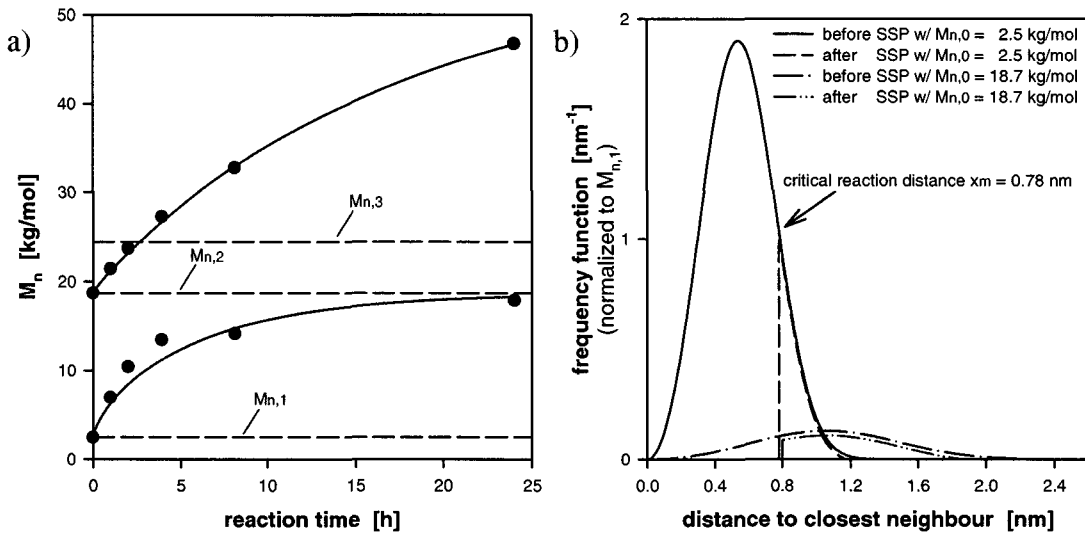 a)
50
40
30
20
10
0
Mn [kg/mol]
Mn,3
Mn,2
Mn,1
0 5 10 15 20 25
reaction time [h]
b)
2
1
0
frequency function [nm-1]
(normalized to Mn,1)
before SSP w/ Mn,0 = 2.5 kg/mol
after SSP w/ Mn,0 = 2.5 kg/mol
before SSP w/ Mn,0 = 18.7 kg/mol
after SSP w/ Mn,0 = 18.7 kg/mol
critical reaction distance xm = 0.78 nm
0.0 0.4 0.8 1.2 1.6 2.0 2.4
distance to closest neighbour [nm]